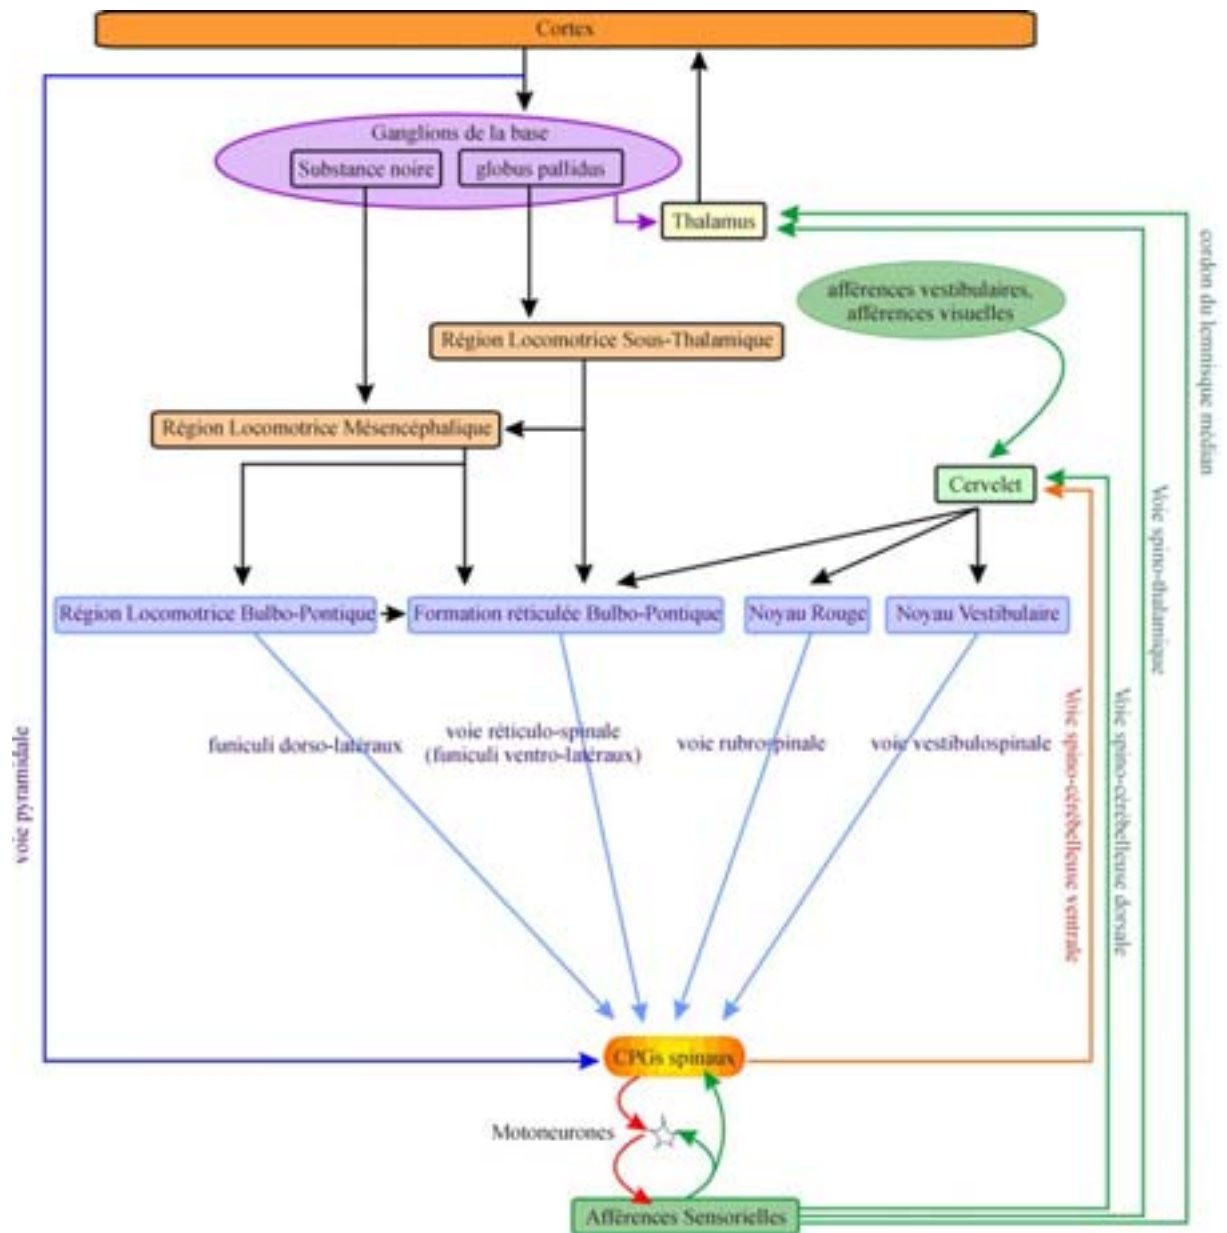 Cortex
Ganglions de la base
Substance noire
globus pallidus
Thalamus
afférences vestibulaires,
afférences visuelles
Région Locomotrice Sous-Thalamique
Région Locomotrice Mésencéphalique
Cervelet
Région Locomotrice Bulbo-Pontique
Formation réticulée Bulbo-Pontique
Noyau Rouge
Noyau Vestibulaire
funiculi dorso-latéraux
voie réticulo-spinale
(funiculi ventro-latéraux)
voie rubrospinale
voie vestibulospinale
voie pyramidale
Voie spino-cérébelleuse ventrale
Voie spino-cérébelleuse dorsale
Voie spino-thalamique
cordon du lemnisque médian
CPGs spinaux
Motoneurones
Afférences Sensorielles